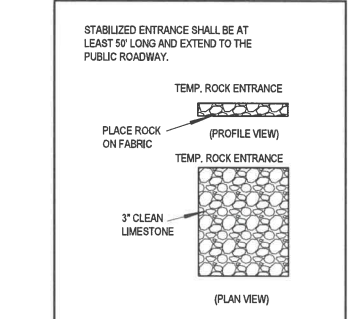 STABILIZED ENTRANCE SHALL BE AT
LEAST 50' LONG AND EXTEND TO THE
PUBLIC ROADWAY.
TEMP. ROCK ENTRANCE
PLACE ROCK
ON FABRIC
(PROFILE VIEW)
TEMP. ROCK ENTRANCE
3" CLEAN
LIMESTONE
(PLAN VIEW)